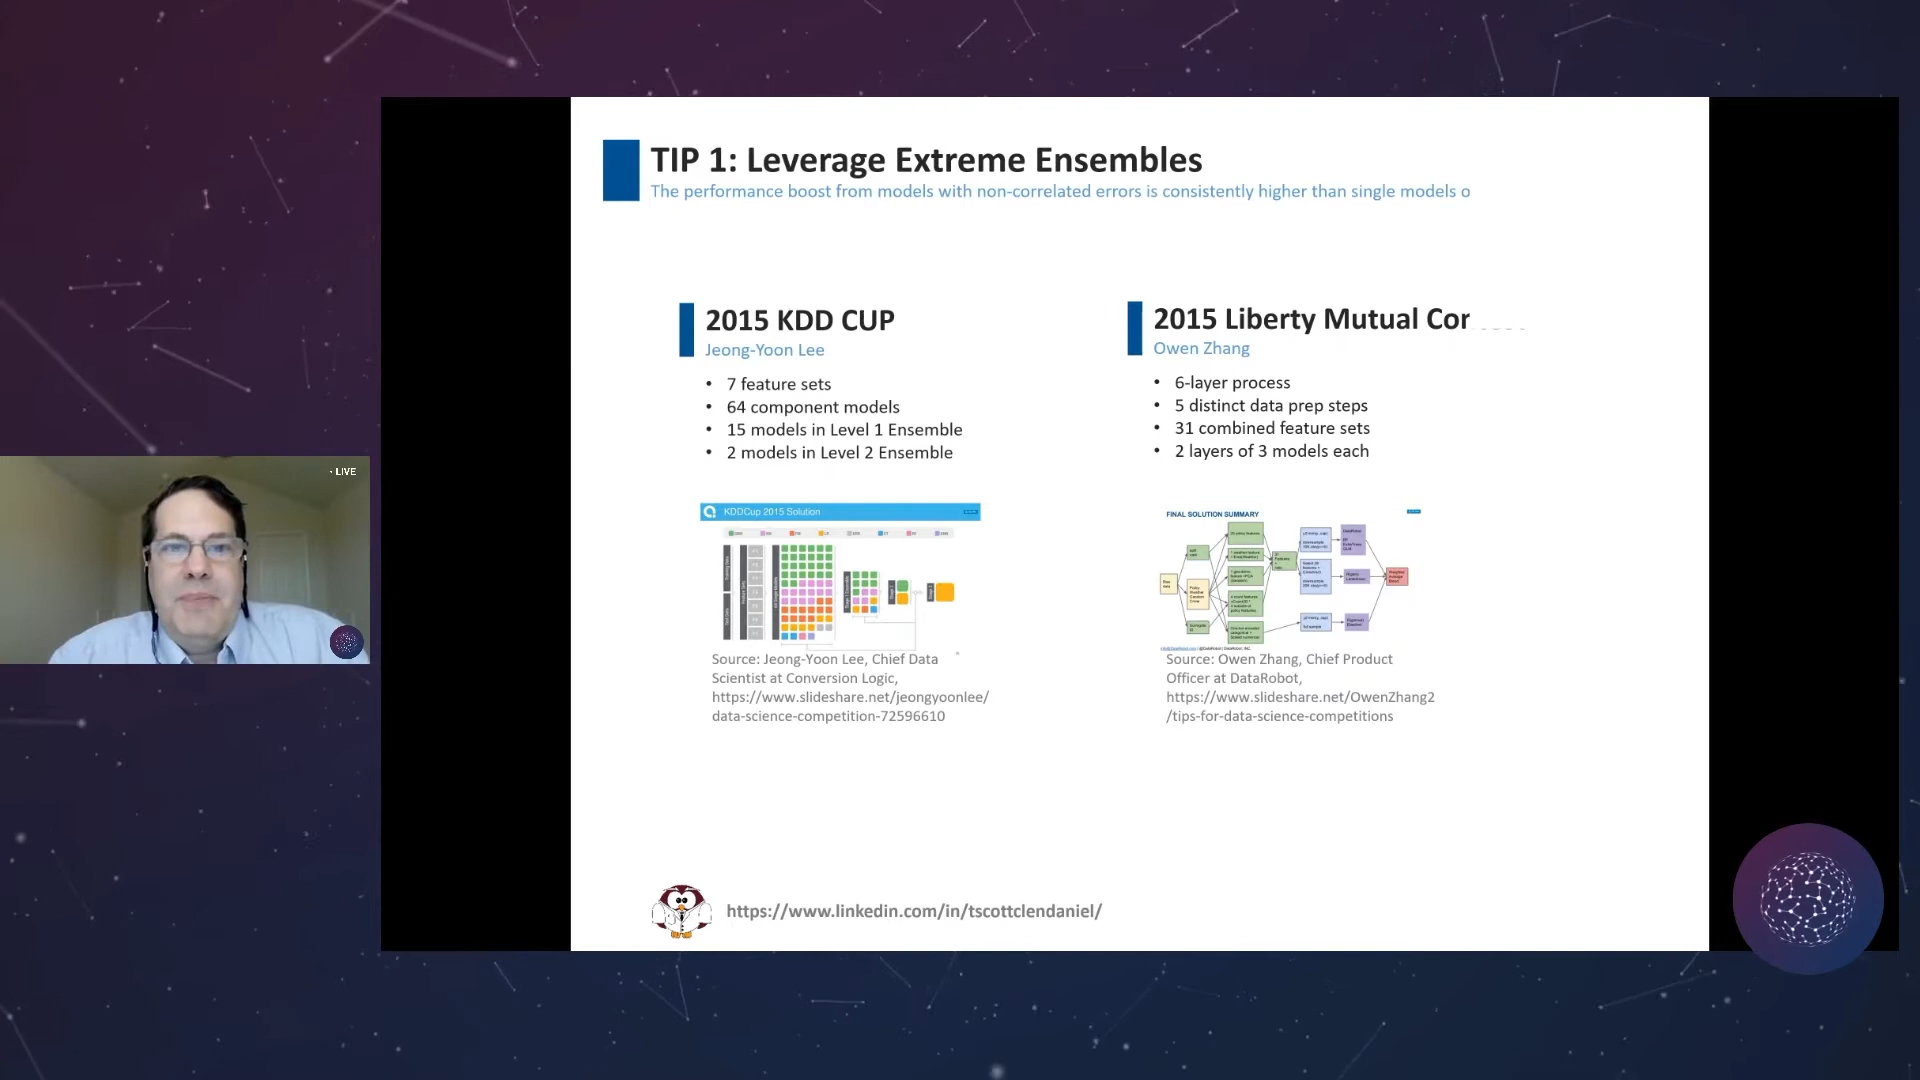 TIP 1: Leverage Extreme Ensembles
The performance boost from models with non-correlated errors is consistently higher than single models o
2015 KDD CUP
Jeong-Yoon Lee
• 7 feature sets
• 64 component models
• 15 models in Level 1 Ensemble
• 2 models in Level 2 Ensemble
KDDCup 2015 Solution
Source: Jeong-Yoon Lee, Chief Data
Scientist at Conversion Logic,
https://www.slideshare.net/jeongyoonlee/
data-science-competition-72596610
2015 Liberty Mutual Con
Owen Zhang
• 6-layer process
• 5 distinct data prep steps
• 31 combined feature sets
• 2 layers of 3 models each
FINAL SOLUTION SUMMARY
Source: Owen Zhang, Chief Product
Officer at DataRobot,
https://www.slideshare.net/OwenZhang2
/tips-for-data-science-competitions
• LIVE
https://www.linkedin.com/in/tscottclendaniel/